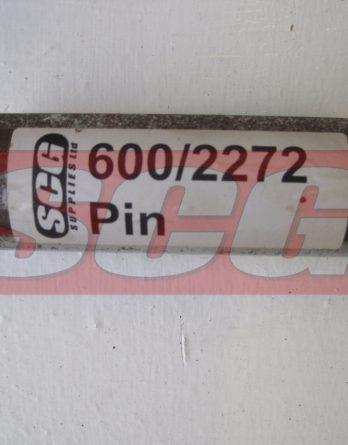 SCG
SUPPLIES Ltd
600/2272
Pin
SCG